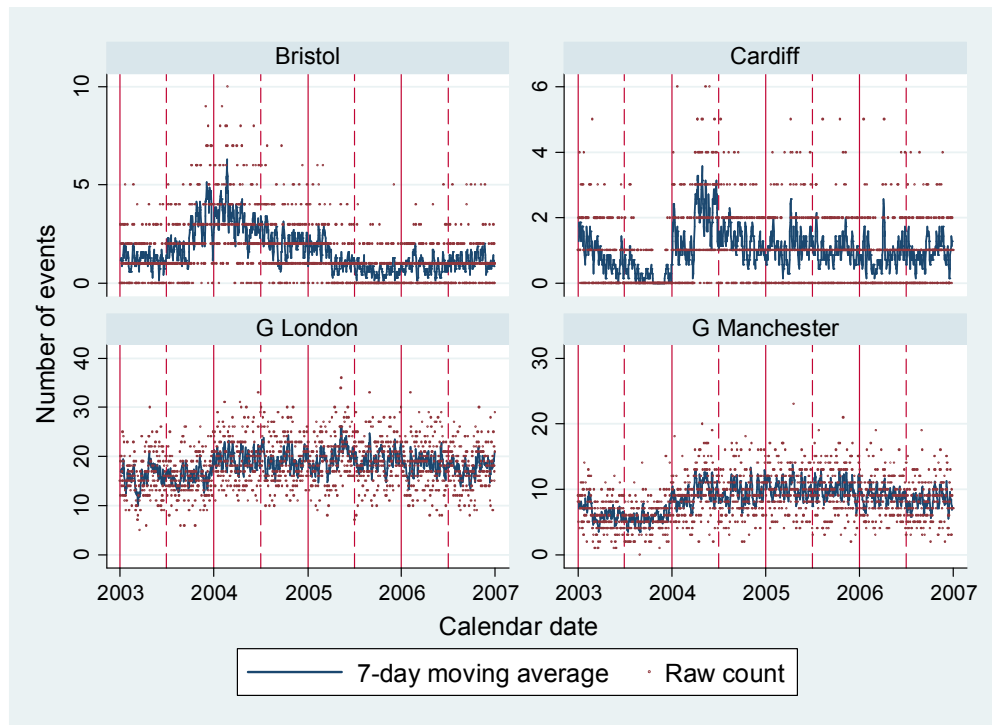 Bristol
Cardiff
Number of events
10
5
0
6
4
2
0
G London
G Manchester
40
30
20
10
0
30
20
10
0
2003 2004 2005 2006 2007
2003 2004 2005 2006 2007
Calendar date
7-day moving average Raw count